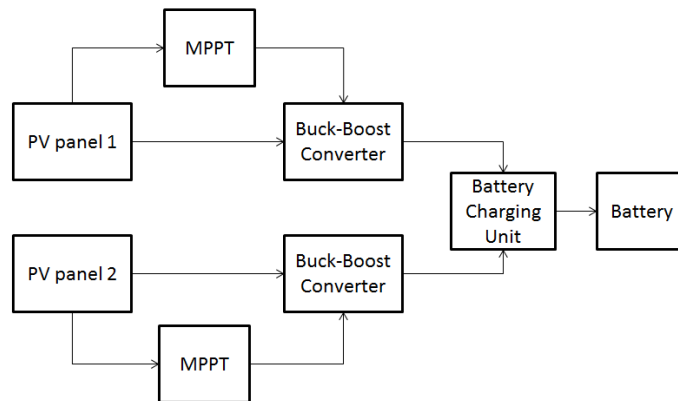 MPPT
PV panel 1
Buck-Boost
Converter
Battery
Charging
Unit
Battery
PV panel 2
Buck-Boost
Converter
MPPT